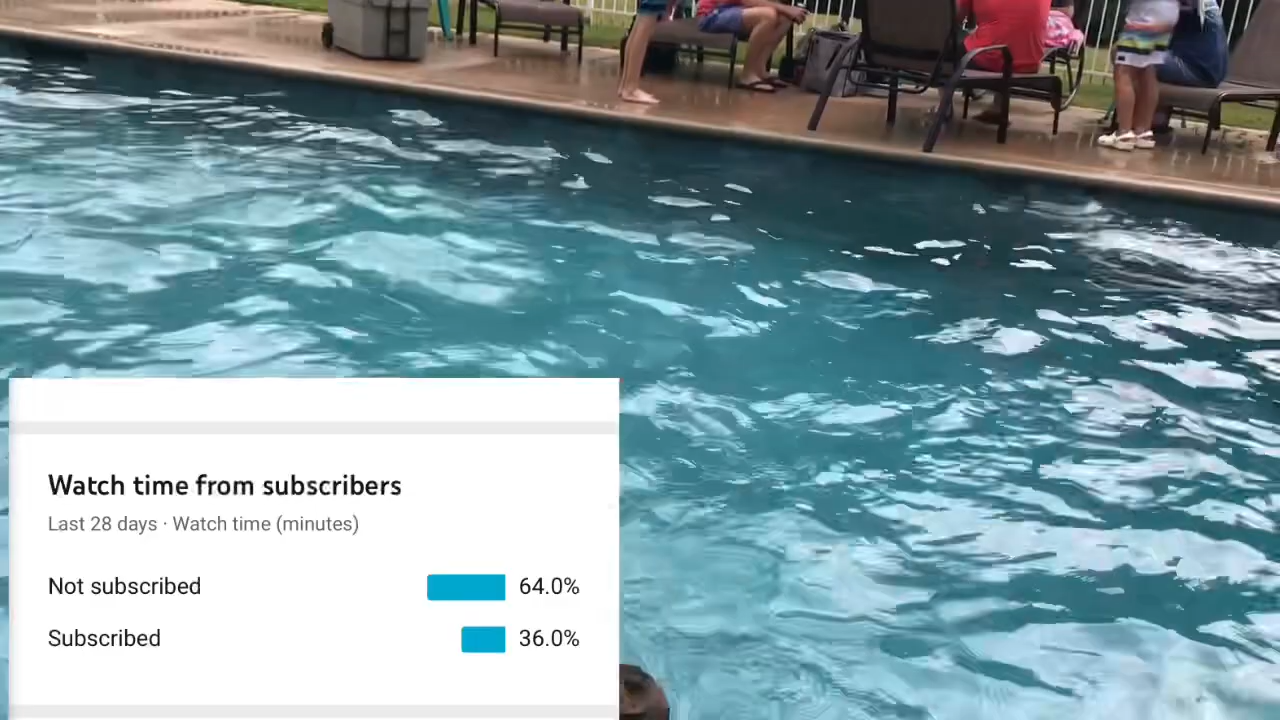 Watch time from subscribers
Last 28 days · Watch time (minutes)
Not subscribed 64.0%
Subscribed 36.0%